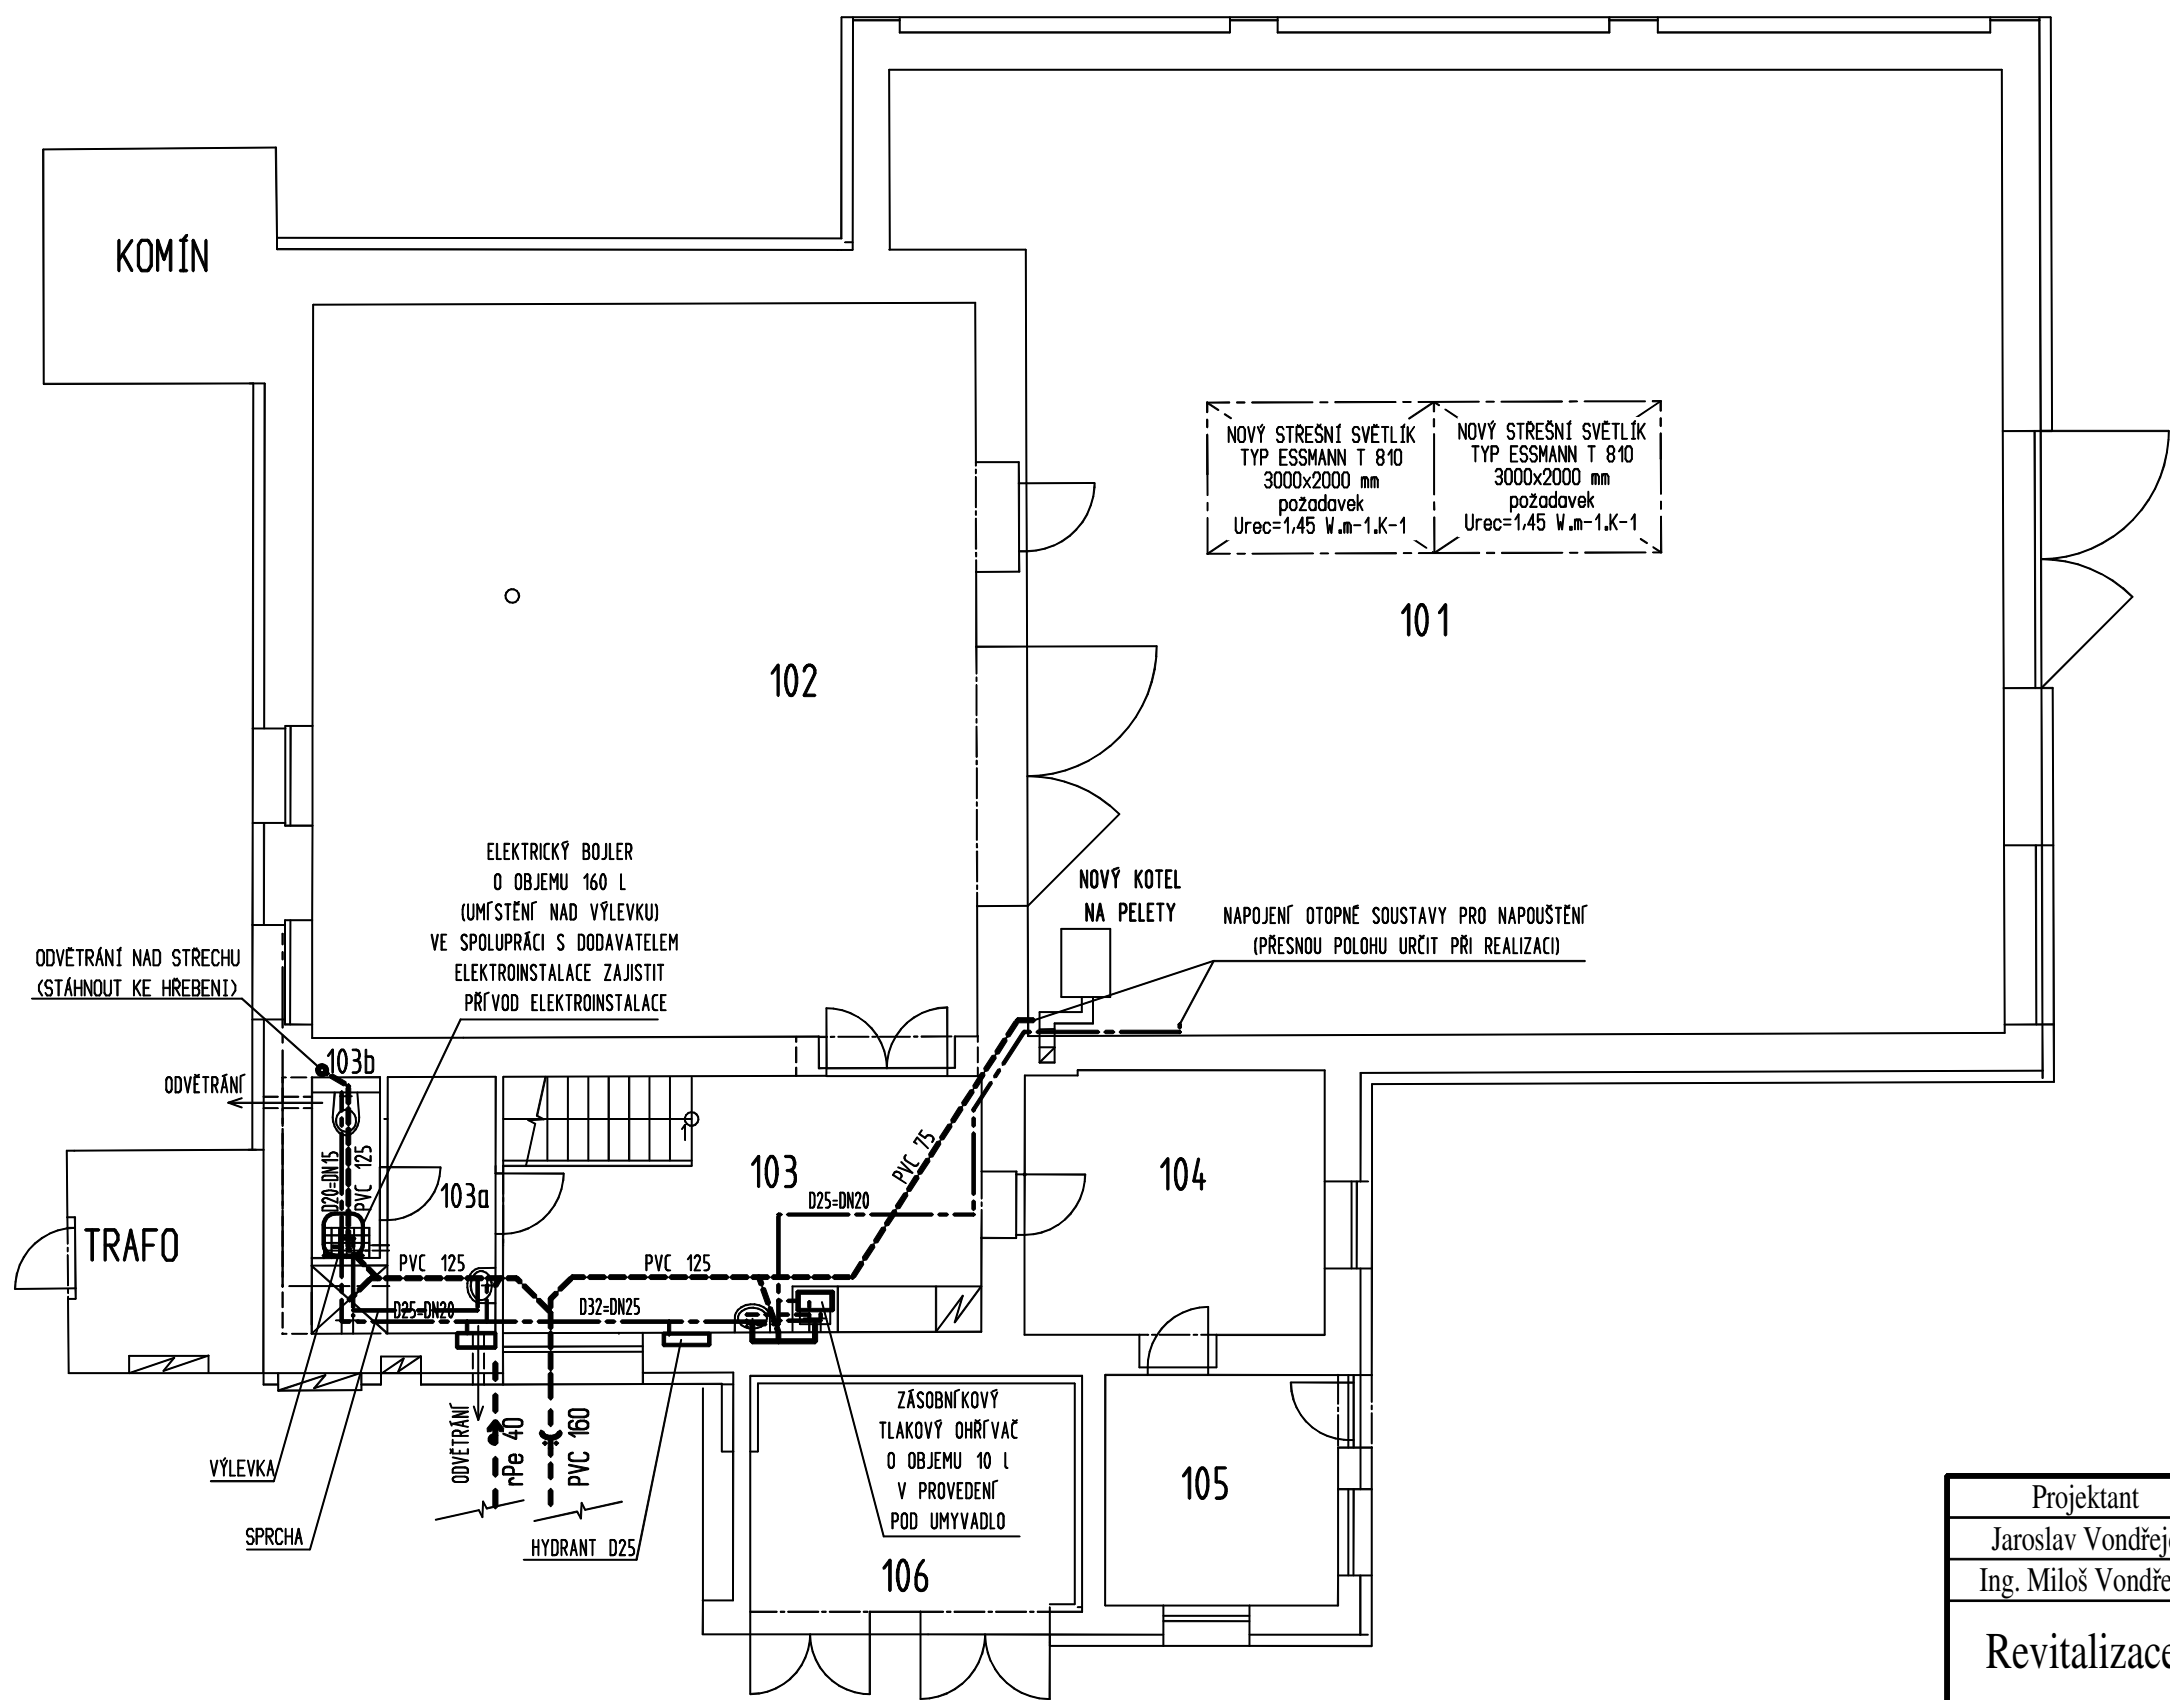 KOMÍN
NOVÝ STŘEŠNÍ SVĚTLÍK
TYP ESSMANN T 810
3000x2000 mm
požadavek
Urec=1,45 W.m-1.K-1
NOVÝ STŘEŠNÍ SVĚTLÍK
TYP ESSMANN T 810
3000x2000 mm
požadavek
Urec=1,45 W.m-1.K-1
101
102
ELEKTRICKÝ BOJLER
O OBJEMU 160 L
(UMÍSTĚNÍ NAD VÝLEVKU)
VE SPOLUPRÁCI S DODAVATELEM
ELEKTROINSTALACE ZAJISTIT
PŘÍVOD ELEKTROINSTALACE
NOVÝ KOTEL
NA PELETY
NAPOJENÍ OTOPNÉ SOUSTAVY PRO NAPOUŠTĚNÍ
(PŘESNOU POLOHU URČIT PŘI REALIZACI)
ODVĚTRÁNÍ NAD STŘECHU
(STÁHNOUT KE HŘEBENI)
103b
ODVĚTRÁNÍ
D20=DN15
PVC 125
103a
103
PVC 75
D25=DN20
104
TRAFO
PVC 125
PVC 125
D25=DN20
D32=DN25
ODVĚTRÁNÍ
rPe 40
PVC 160
ZÁSOBNÍKOVÝ
TLAKOVÝ OHŘÍVAČ
O OBJEMU 10 l
V PROVEDENÍ
POD UMYVADLO
VÝLEVKA
SPRCHA
HYDRANT D25
105
106
Projektant
Jaroslav Vondřej
Ing. Miloš Vondře
Revitalizace